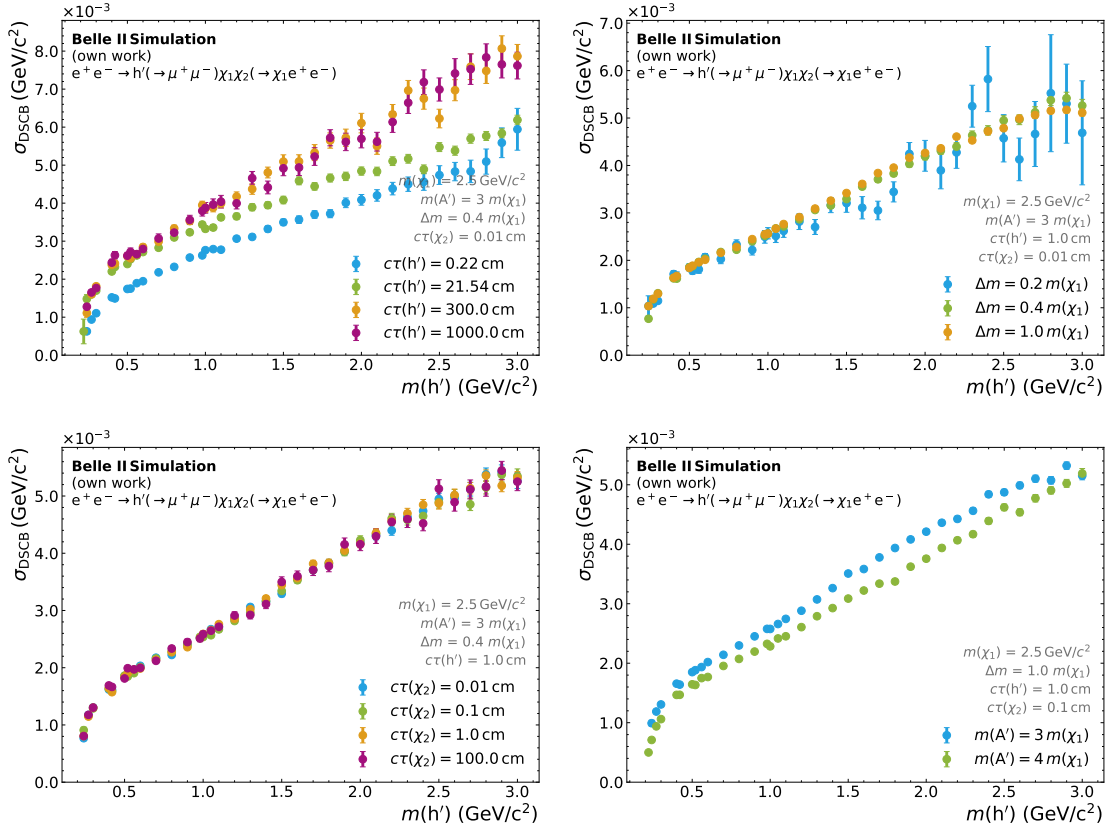 ×10⁻³
Belle II Simulation
(own work)
e⁺e⁻ → h′(→ μ⁺μ⁻)χ₁χ₂(→ χ₁e⁺e⁻)
σDSCB (GeV/c²)
8.0
7.0
6.0
5.0
4.0
3.0
2.0
1.0
0.0
m(χ₁) = 2.5 GeV/c²
m(A′) = 3 m(χ₁)
Δm = 0.4 m(χ₁)
cτ(χ₂) = 0.01 cm
cτ(h′) = 0.22 cm
cτ(h′) = 21.54 cm
cτ(h′) = 300.0 cm
cτ(h′) = 1000.0 cm
0.5 1.0 1.5 2.0 2.5 3.0
m(h′) (GeV/c²)
×10⁻³
Belle II Simulation
(own work)
e⁺e⁻ → h′(→ μ⁺μ⁻)χ₁χ₂(→ χ₁e⁺e⁻)
σDSCB (GeV/c²)
7.0
6.0
5.0
4.0
3.0
2.0
1.0
0.0
m(χ₁) = 2.5 GeV/c²
m(A′) = 3 m(χ₁)
cτ(h′) = 1.0 cm
cτ(χ₂) = 0.01 cm
Δm = 0.2 m(χ₁)
Δm = 0.4 m(χ₁)
Δm = 1.0 m(χ₁)
0.5 1.0 1.5 2.0 2.5 3.0
m(h′) (GeV/c²)
×10⁻³
Belle II Simulation
(own work)
e⁺e⁻ → h′(→ μ⁺μ⁻)χ₁χ₂(→ χ₁e⁺e⁻)
σDSCB (GeV/c²)
5.0
4.0
3.0
2.0
1.0
0.0
m(χ₁) = 2.5 GeV/c²
m(A′) = 3 m(χ₁)
Δm = 0.4 m(χ₁)
cτ(h′) = 1.0 cm
cτ(χ₂) = 0.01 cm
cτ(χ₂) = 0.1 cm
cτ(χ₂) = 1.0 cm
cτ(χ₂) = 100.0 cm
0.5 1.0 1.5 2.0 2.5 3.0
m(h′) (GeV/c²)
×10⁻³
Belle II Simulation
(own work)
e⁺e⁻ → h′(→ μ⁺μ⁻)χ₁χ₂(→ χ₁e⁺e⁻)
σDSCB (GeV/c²)
5.0
4.0
3.0
2.0
1.0
0.0
m(χ₁) = 2.5 GeV/c²
Δm = 1.0 m(χ₁)
cτ(h′) = 1.0 cm
cτ(χ₂) = 0.1 cm
m(A′) = 3 m(χ₁)
m(A′) = 4 m(χ₁)
0.5 1.0 1.5 2.0 2.5 3.0
m(h′) (GeV/c²)